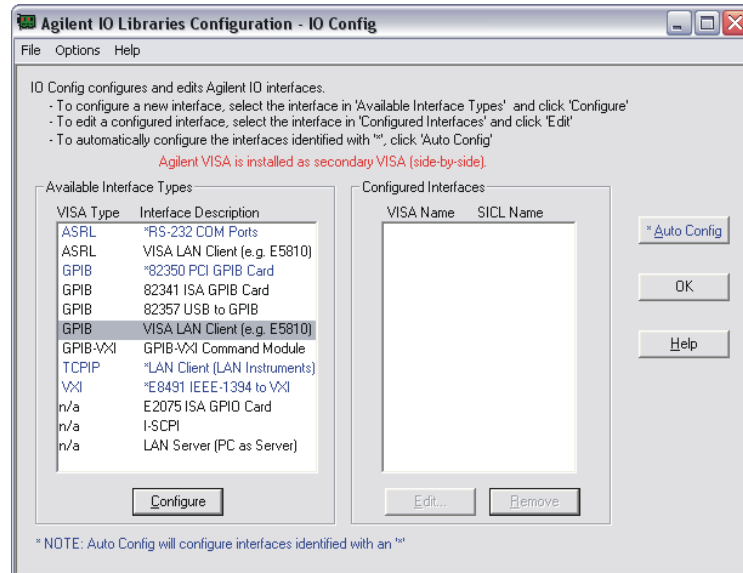 Agilent IO Libraries Configuration - IO Config
File Options Help
IO Config configures and edits Agilent IO interfaces.
- To configure a new interface, select the interface in 'Available Interface Types' and click 'Configure'
- To edit a configured interface, select the interface in 'Configured Interfaces' and click 'Edit'
- To automatically configure the interfaces identified with '*', click 'Auto Config'
Agilent VISA is installed as secondary VISA (side-by-side).
Available Interface Types
VISA Type Interface Description
ASRL *RS-232 COM Ports
ASRL VISA LAN Client (e.g. E5810)
GPIB *82350 PCI GPIB Card
GPIB 82341 ISA GPIB Card
GPIB 82357 USB to GPIB
GPIB VISA LAN Client (e.g. E5810)
GPIB-VXI GPIB-VXI Command Module
TCPIP *LAN Client (LAN Instruments)
VXI *E8491 IEEE-1394 to VXI
n/a E2075 ISA GPIO Card
n/a I-SCPI
n/a LAN Server (PC as Server)
Configure
Configured Interfaces
VISA Name SICL Name
Edit... Remove
* Auto Config
OK
Help
* NOTE: Auto Config will configure interfaces identified with an '*'